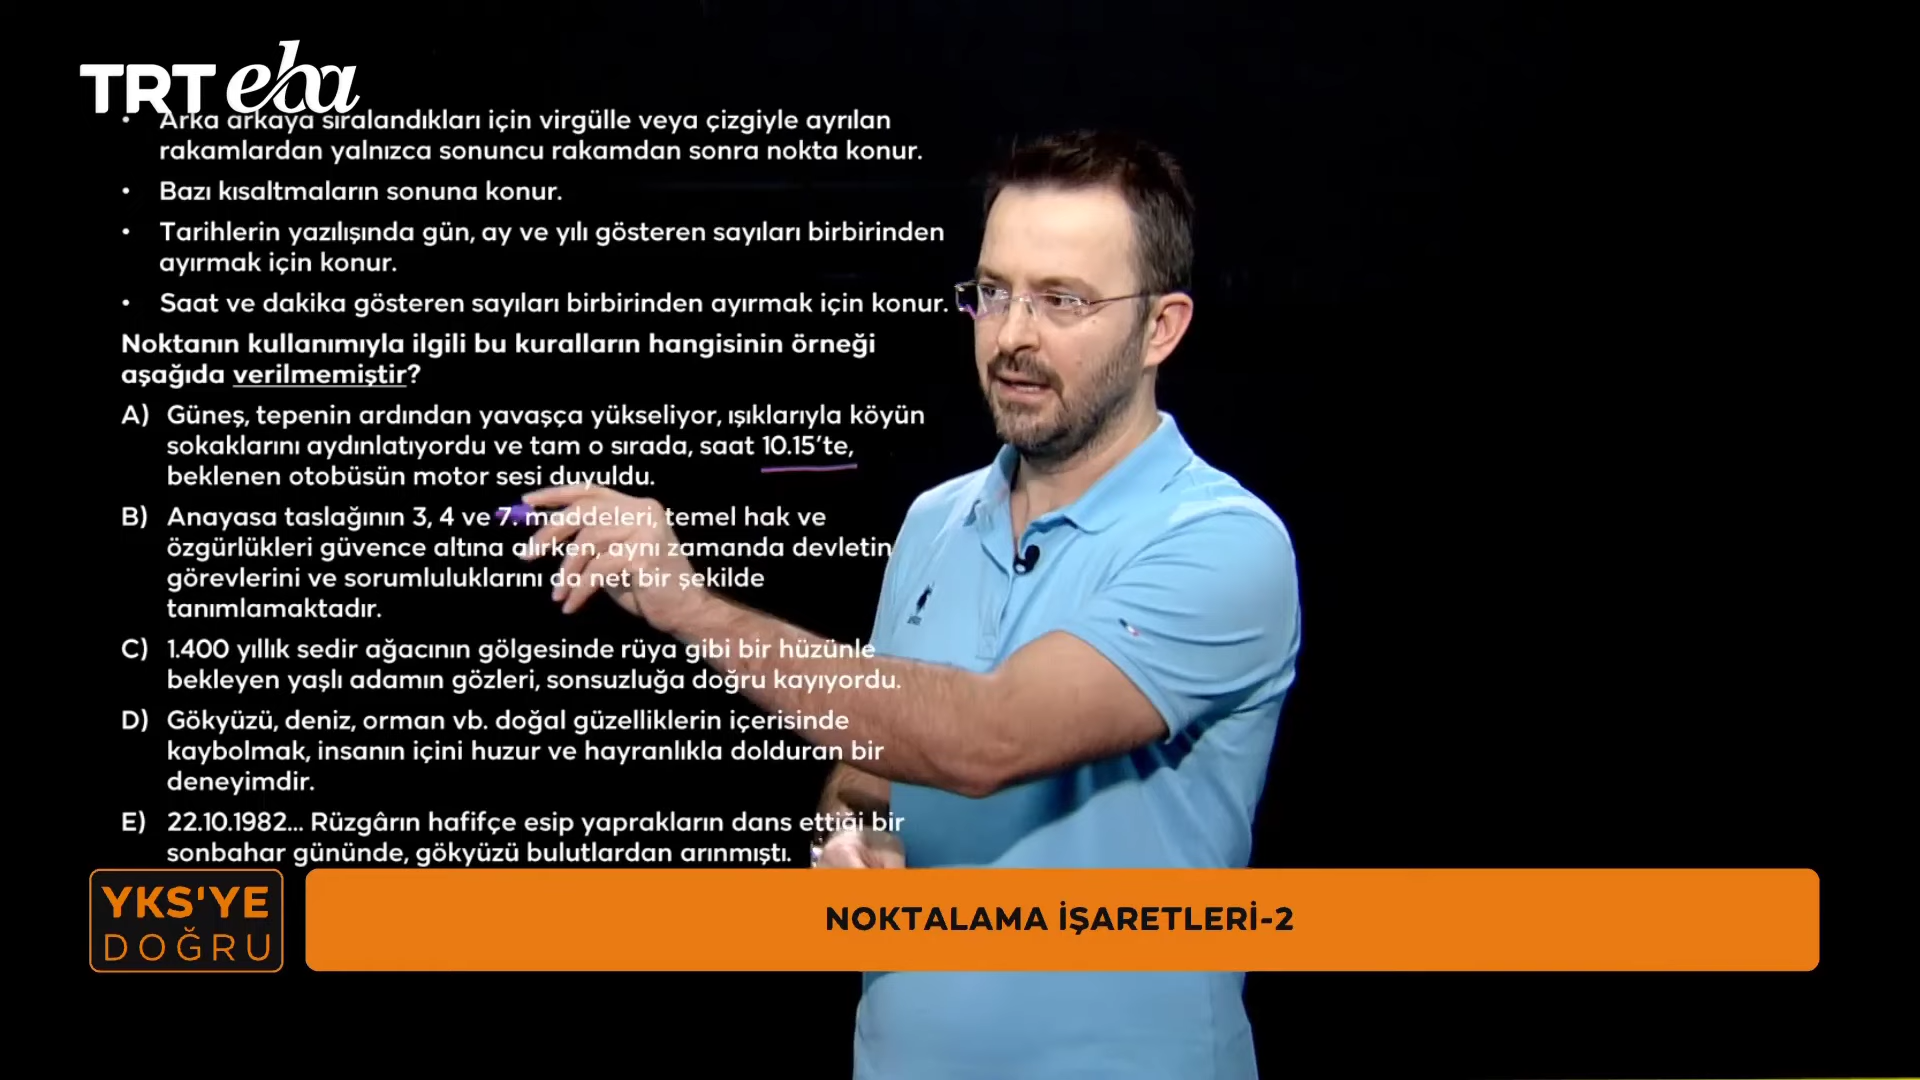 TRT eba
• Arka arkaya sıralandıkları için virgülle veya çizgiyle ayrılan
rakamlardan yalnızca sonuncu rakamdan sonra nokta konur.
• Bazı kısaltmaların sonuna konur.
• Tarihlerin yazılışında gün, ay ve yılı gösteren sayıları birbirinden
ayırmak için konur.
• Saat ve dakika gösteren sayıları birbirinden ayırmak için konur.
Noktanın kullanımıyla ilgili bu kuralların hangisinin örneği
aşağıda verilmemiştir?
A) Güneş, tepenin ardından yavaşça yükseliyor, ışıklarıyla köyün
sokaklarını aydınlatıyordu ve tam o sırada, saat 10.15’te,
beklenen otobüsün motor sesi duyuldu.
B) Anayasa taslağının 3, 4 ve 7. maddeleri, temel hak ve
özgürlükleri güvence altına alırken, aynı zamanda devletin
görevlerini ve sorumluluklarını da net bir şekilde
tanımlamaktadır.
C) 1.400 yıllık sedir ağacının gölgesinde rüya gibi bir hüzünle
bekleyen yaşlı adamın gözleri, sonsuzluğa doğru kayıyordu.
D) Gökyüzü, deniz, orman vb. doğal güzelliklerin içerisinde
kaybolmak, insanın içini huzur ve hayranlıkla dolduran bir
deneyimdir.
E) 22.10.1982... Rüzgârın hafifçe esip yaprakların dans ettiği bir
sonbahar gününde, gökyüzü bulutlardan arınmıştı.
YKS'YE
DOĞRU
NOKTALAMA İŞARETLERİ-2